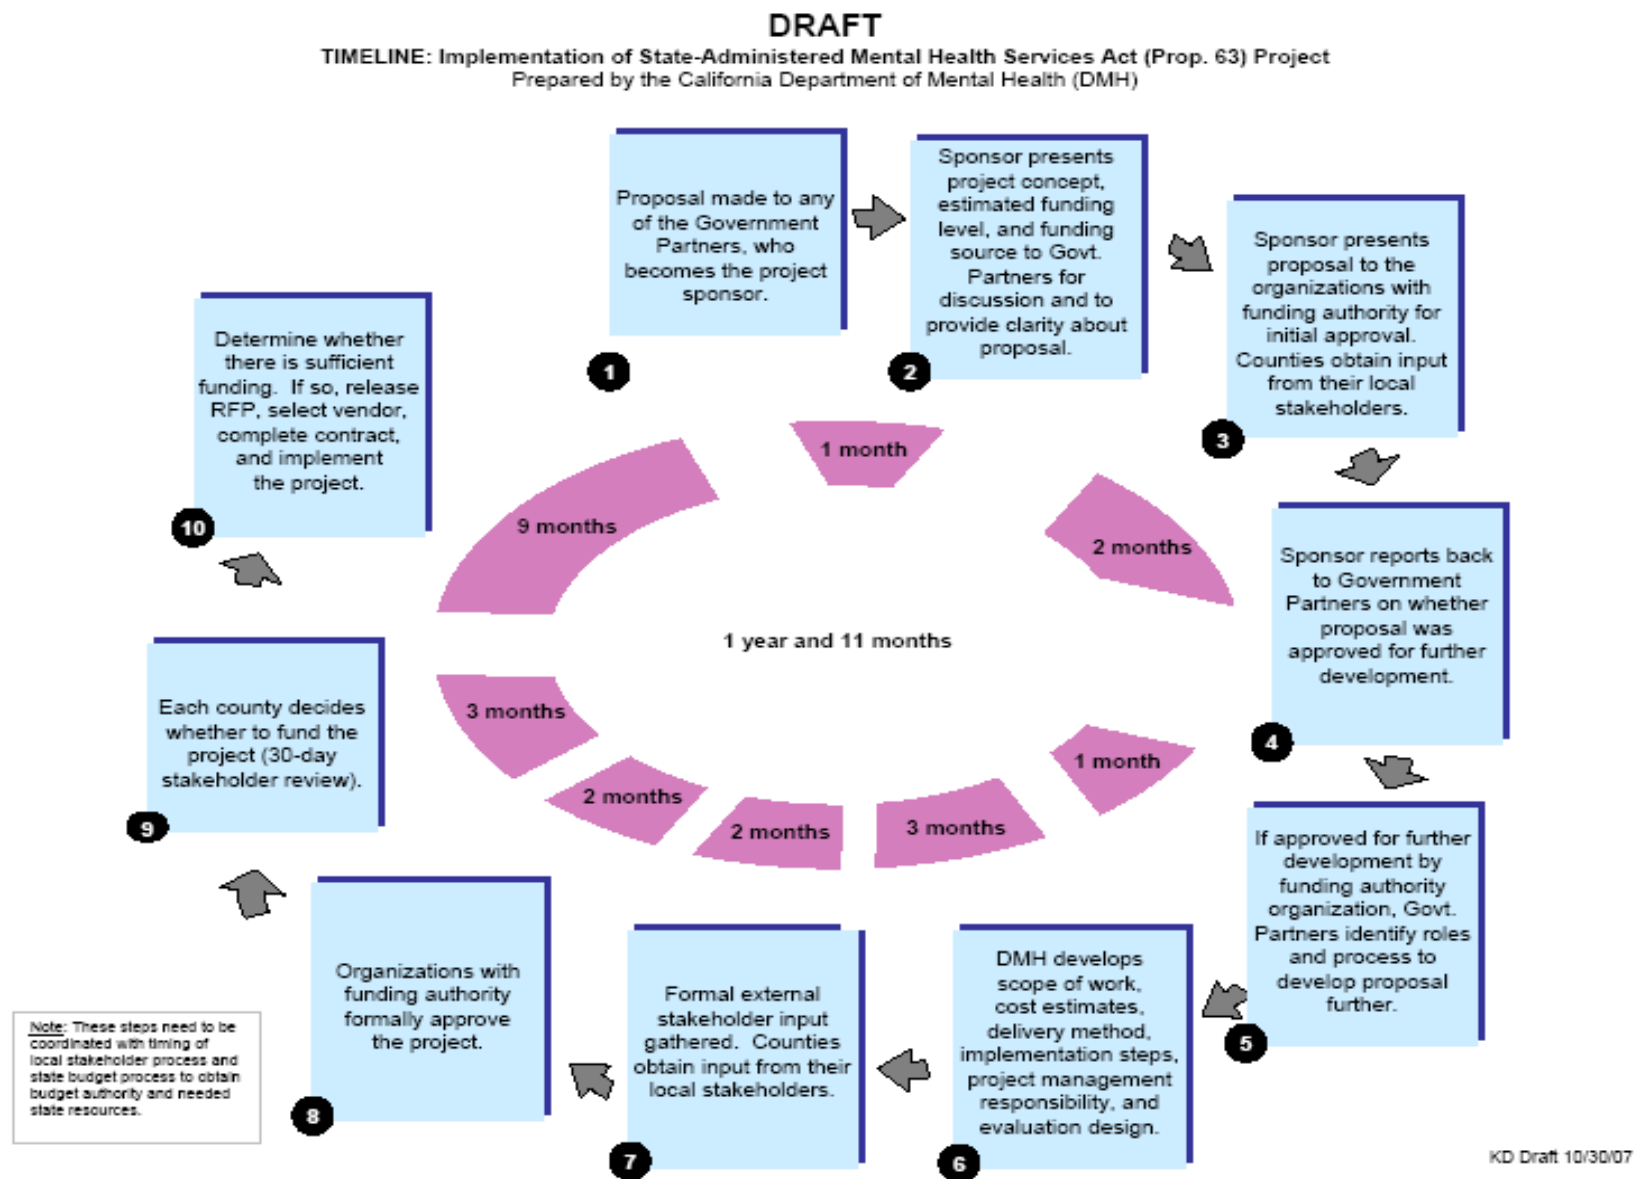 DRAFT
TIMELINE: Implementation of State-Administered Mental Health Services Act (Prop. 63) Project
Prepared by the California Department of Mental Health (DMH)
Proposal made to any
of the Government
Partners, who
becomes the project
sponsor.
1
Sponsor presents
project concept,
estimated funding
level, and funding
source to Govt.
Partners for
discussion and to
provide clarity about
proposal.
2
Sponsor presents
proposal to the
organizations with
funding authority for
initial approval.
Counties obtain input
from their local
stakeholders.
3
Sponsor reports back
to Government
Partners on whether
proposal was
approved for further
development.
4
If approved for further
development by
funding authority
organization, Govt.
Partners identify roles
and process to
develop proposal
further.
5
DMH develops
scope of work,
cost estimates,
delivery method,
implementation steps,
project management
responsibility, and
evaluation design.
6
Formal external
stakeholder input
gathered. Counties
obtain input from their
local stakeholders.
7
Organizations with
funding authority
formally approve
the project.
8
Each county decides
whether to fund the
project (30-day
stakeholder review).
9
Determine whether
there is sufficient
funding. If so, release
RFP, select vendor,
complete contract,
and implement
the project.
10
1 month
2 months
1 month
3 months
2 months
2 months
3 months
9 months
1 year and 11 months
Note: These steps need to be
coordinated with timing of
local stakeholder process and
state budget process to obtain
budget authority and needed
state resources.
KD Draft 10/30/07